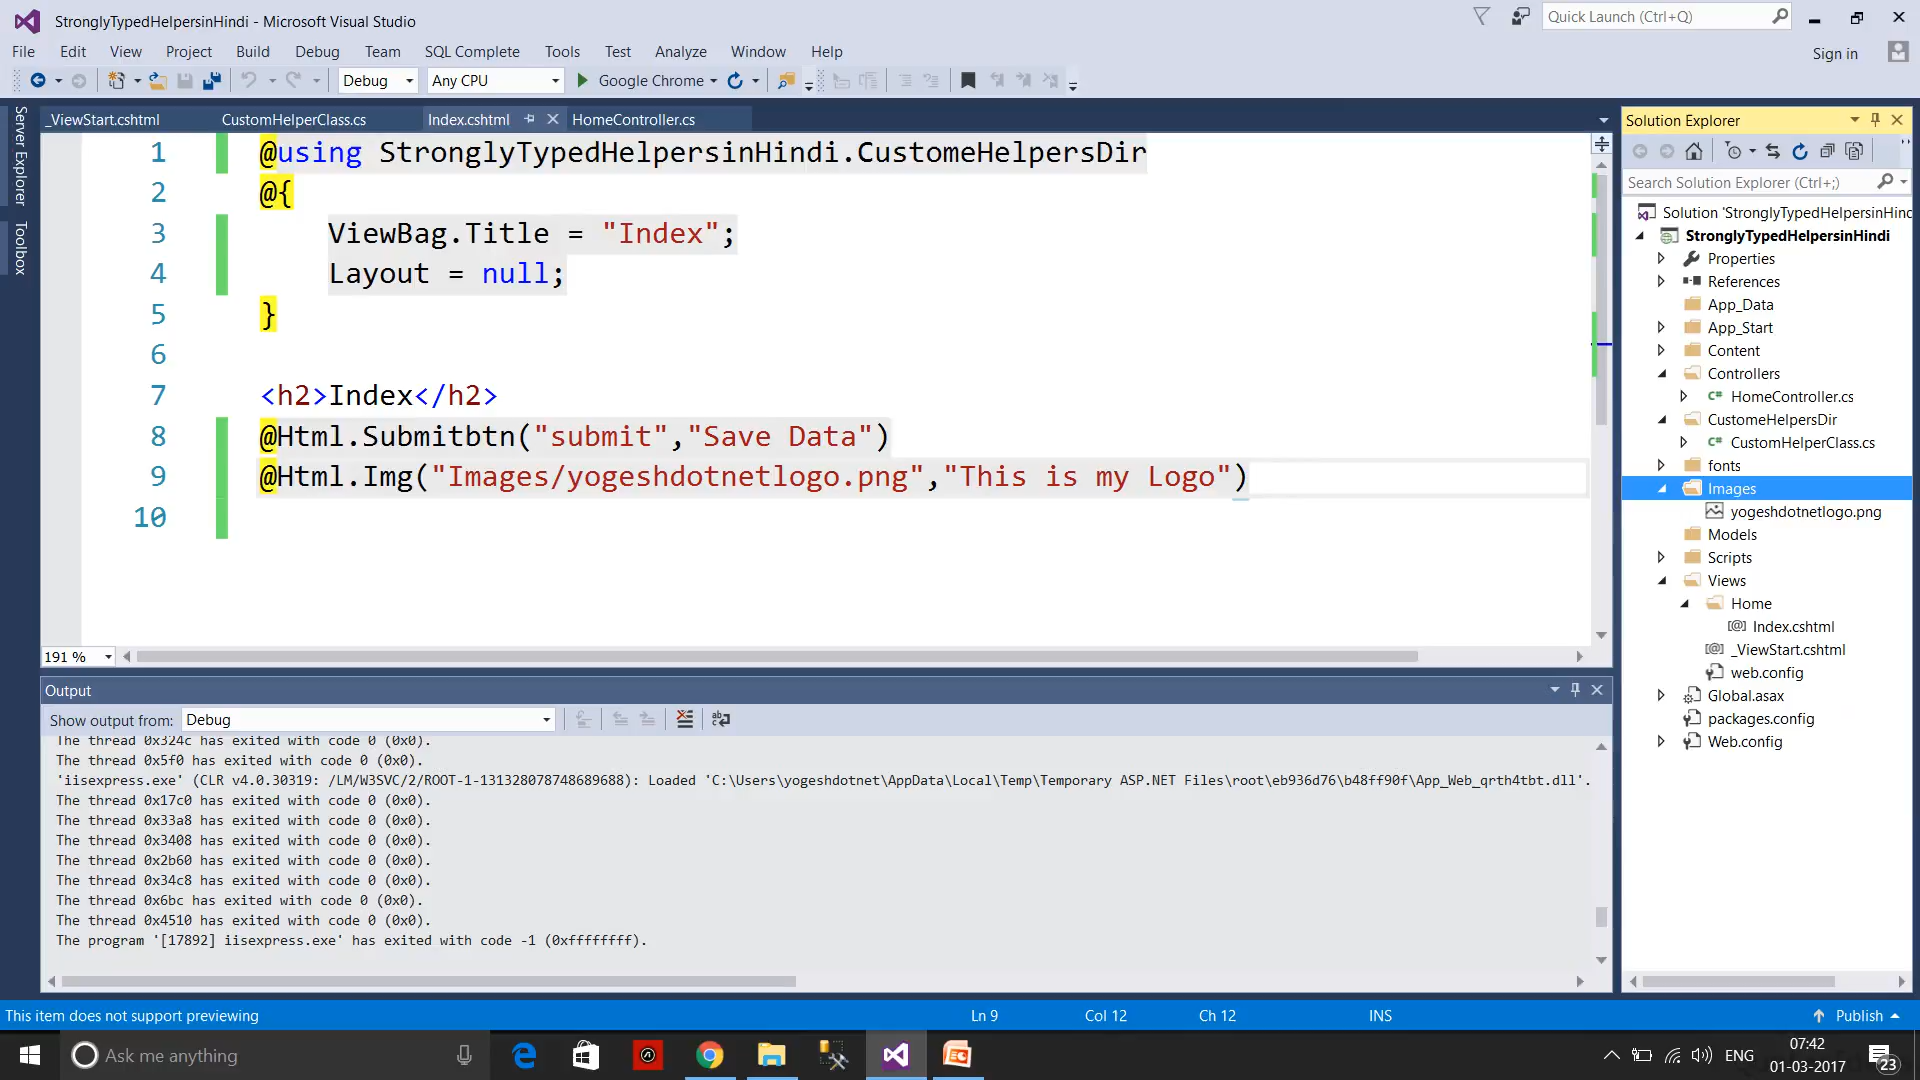 StronglyTypedHelpersinHindi - Microsoft Visual Studio
Quick Launch (Ctrl+Q)
File Edit View Project Build Debug Team SQL Complete Tools Test Analyze Window Help
Sign in
Debug Any CPU Google Chrome
Server Explorer
Toolbox
_ViewStart.cshtml CustomHelperClass.cs Index.cshtml HomeController.cs
1 @using StronglyTypedHelpersinHindi.CustomeHelpersDir
2 @{
3 ViewBag.Title = "Index";
4 Layout = null;
5 }
6
7 <h2>Index</h2>
8 @Html.Submitbtn("submit","Save Data")
9 @Html.Img("Images/yogeshdotnetlogo.png","This is my Logo")
10
191 %
Output
Show output from: Debug
The thread 0x324c has exited with code 0 (0x0).
The thread 0x5f0 has exited with code 0 (0x0).
'iisexpress.exe' (CLR v4.0.30319: /LM/W3SVC/2/ROOT-1-131328078748689688): Loaded 'C:\Users\yogeshdotnet\AppData\Local\Temp\Temporary ASP.NET Files\root\eb936d76\b48ff90f\App_Web_qrth4tbt.dll'.
The thread 0x17c0 has exited with code 0 (0x0).
The thread 0x33a8 has exited with code 0 (0x0).
The thread 0x3408 has exited with code 0 (0x0).
The thread 0x2b60 has exited with code 0 (0x0).
The thread 0x34c8 has exited with code 0 (0x0).
The thread 0x6bc has exited with code 0 (0x0).
The thread 0x4510 has exited with code 0 (0x0).
The program '[17892] iisexpress.exe' has exited with code -1 (0xffffffff).
Solution Explorer
Search Solution Explorer (Ctrl+;)
Solution 'StronglyTypedHelpersinHind
StronglyTypedHelpersinHindi
Properties
References
App_Data
App_Start
Content
Controllers
HomeController.cs
CustomeHelpersDir
CustomHelperClass.cs
fonts
Images
yogeshdotnetlogo.png
Models
Scripts
Views
Home
Index.cshtml
_ViewStart.cshtml
web.config
Global.asax
packages.config
Web.config
This item does not support previewing Ln 9 Col 12 Ch 12 INS Publish
Ask me anything
ENG
07:42
01-03-2017
23